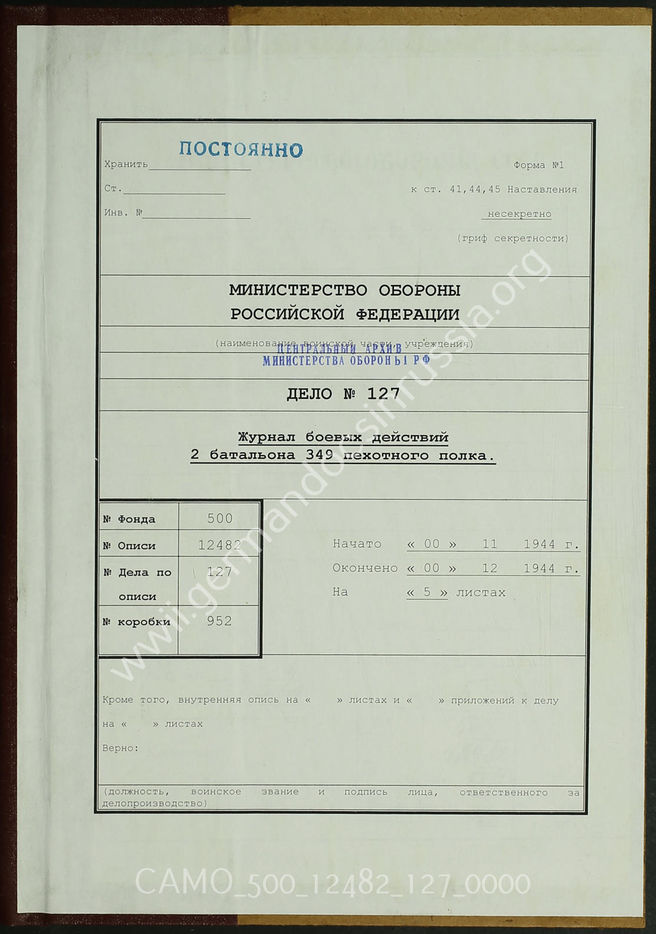 ПОСТОЯННО
Хранить
Форма №1
Ст.
к ст. 41,44,45 Наставления
Инв. №
несекретно
(гриф секретности)
МИНИСТЕРСТВО ОБОРОНЫ
РОССИЙСКОЙ ФЕДЕРАЦИИ
(наименование воинской части, учреждения)
ЦЕНТРАЛЬНЫЙ АРХИВ
МИНИСТЕРСТВА ОБОРОНЫ РФ
ДЕЛО № 127
Журнал боевых действий
2 батальона 349 пехотного полка.
№ Фонда 500
№ Описи 12482
№ Дела по описи 127
№ коробки 952
Начато « 00 » 11 1944 г.
Окончено « 00 » 12 1944 г.
На « 5 » листах
Кроме того, внутренняя опись на « » листах и « » приложений к делу
на « » листах
Верно:
(должность, воинское звание и подпись лица, ответственного за
делопроизводство)
www.germandocsinrussia.org
CAMO_500_12482_127_0000